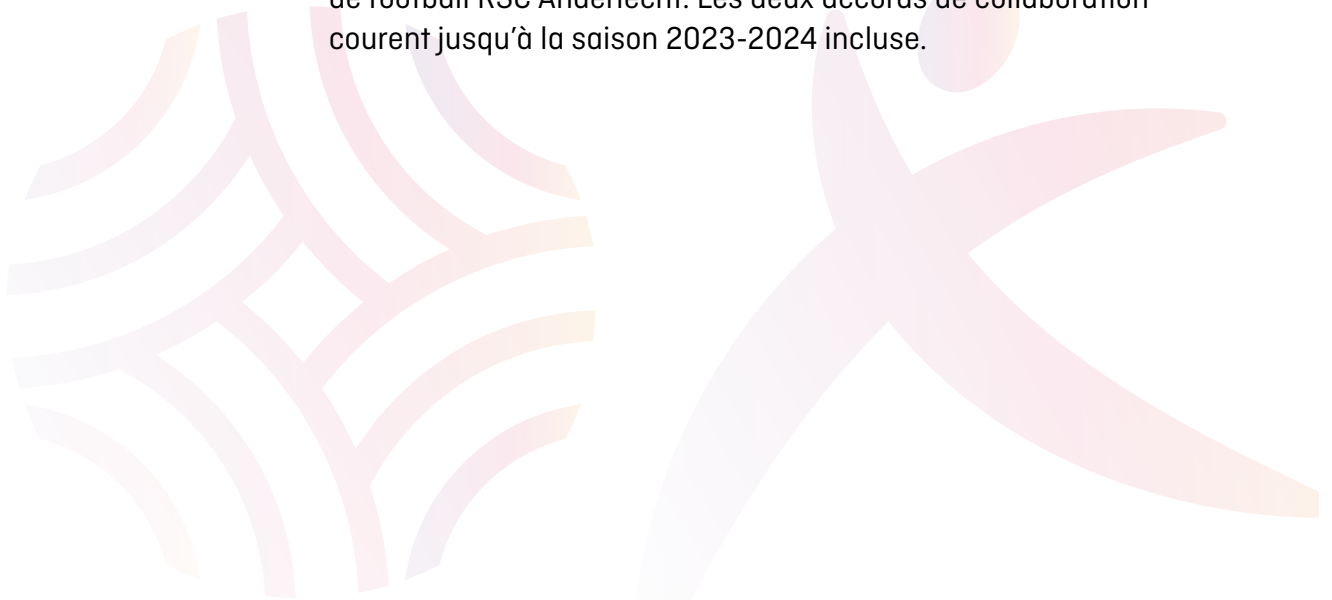 de football RSC Anderlecht. Les deux accords de collaboration
courent jusqu’à la saison 2023-2024 incluse.